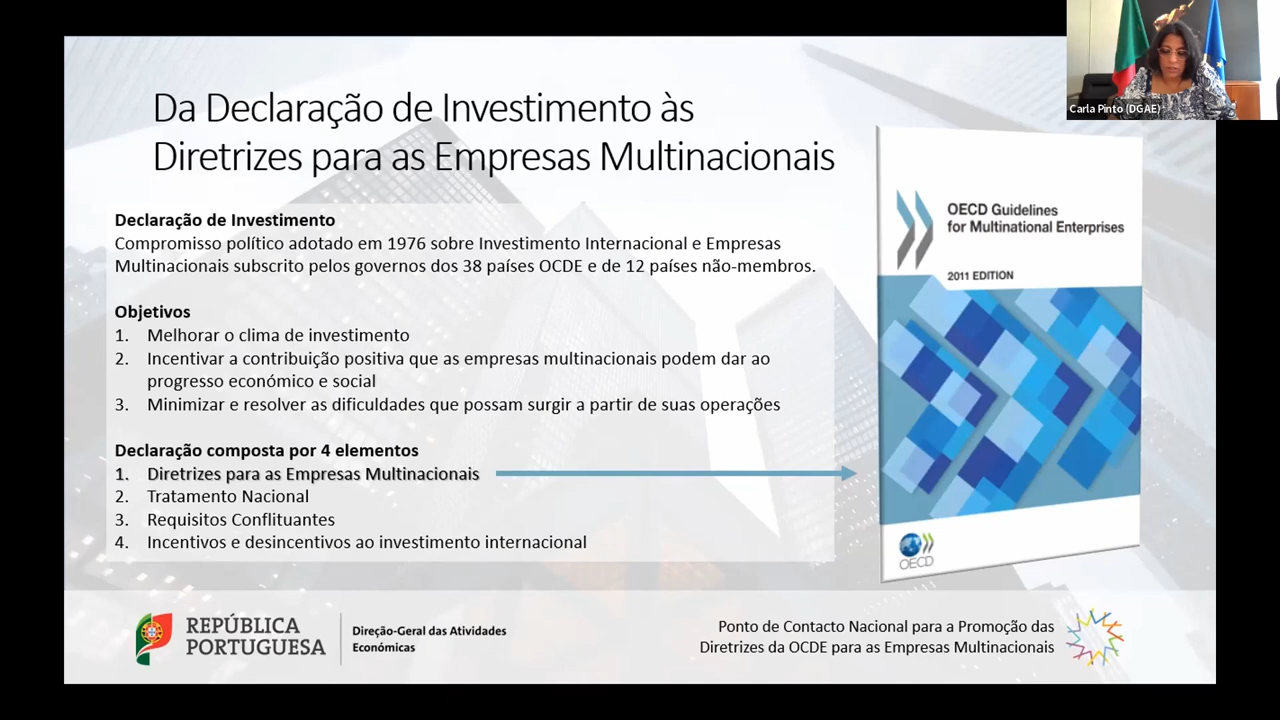 Carla Pinto (DGAE)
Da Declaração de Investimento às
Diretrizes para as Empresas Multinacionais
Declaração de Investimento
Compromisso político adotado em 1976 sobre Investimento Internacional e Empresas
Multinacionais subscrito pelos governos dos 38 países OCDE e de 12 países não-membros.
Objetivos
1. Melhorar o clima de investimento
2. Incentivar a contribuição positiva que as empresas multinacionais podem dar ao
progresso económico e social
3. Minimizar e resolver as dificuldades que possam surgir a partir de suas operações
Declaração composta por 4 elementos
1. Diretrizes para as Empresas Multinacionais
2. Tratamento Nacional
3. Requisitos Conflituantes
4. Incentivos e desincentivos ao investimento internacional
OECD Guidelines
for Multinational Enterprises
2011 EDITION
OECD
REPÚBLICA
PORTUGUESA
Direção-Geral das Atividades
Económicas
Ponto de Contacto Nacional para a Promoção das
Diretrizes da OCDE para as Empresas Multinacionais